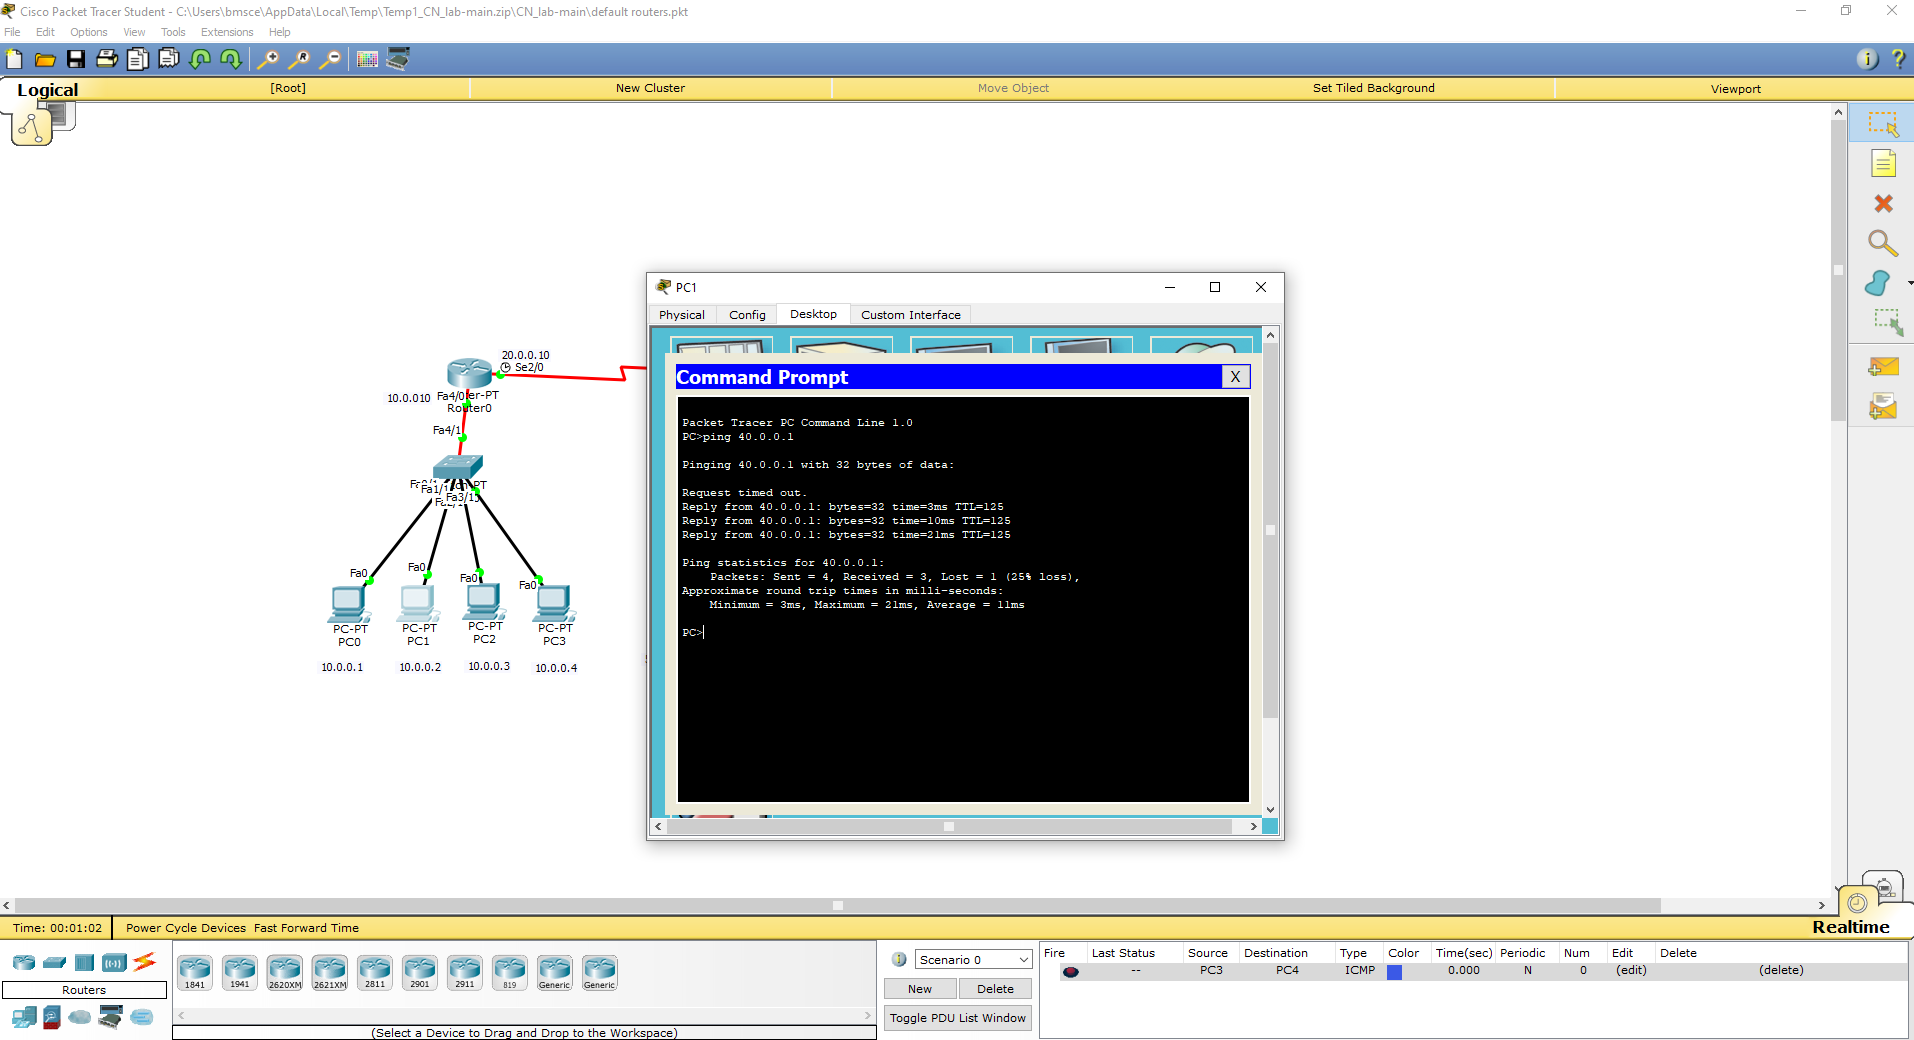 Cisco Packet Tracer Student - C:\Users\bmsce\AppData\Local\Temp\Temp1_CN_lab-main.zip\CN_lab-main\default routers.pkt
File Edit Options View Tools Extensions Help
Logical [Root] New Cluster Move Object Set Tiled Background Viewport
PC1
Physical Config Desktop Custom Interface
Command Prompt X
Packet Tracer PC Command Line 1.0
PC>ping 40.0.0.1
Pinging 40.0.0.1 with 32 bytes of data:
Request timed out.
Reply from 40.0.0.1: bytes=32 time=3ms TTL=125
Reply from 40.0.0.1: bytes=32 time=10ms TTL=125
Reply from 40.0.0.1: bytes=32 time=21ms TTL=125
Ping statistics for 40.0.0.1:
Packets: Sent = 4, Received = 3, Lost = 1 (25% loss),
Approximate round trip times in milli-seconds:
Minimum = 3ms, Maximum = 21ms, Average = 11ms
PC>
20.0.0.10
Se2/0
10.0.010 Fa4/0
Router0
Fa4/1
Fa1/1
Fa3/1
Fa0 Fa0 Fa0 Fa0
PC-PT PC-PT PC-PT PC-PT
PC0 PC1 PC2 PC3
10.0.0.1 10.0.0.2 10.0.0.3 10.0.0.4
Realtime
Time: 00:01:02 Power Cycle Devices Fast Forward Time
Routers
1841 1941 2620XM 2621XM 2811 2901 2911 819 Generic Generic
(Select a Device to Drag and Drop to the Workspace)
Scenario 0
New Delete
Toggle PDU List Window
Fire Last Status Source Destination Type Color Time(sec) Periodic Num Edit Delete
-- PC3 PC4 ICMP 0.000 N 0 (edit) (delete)